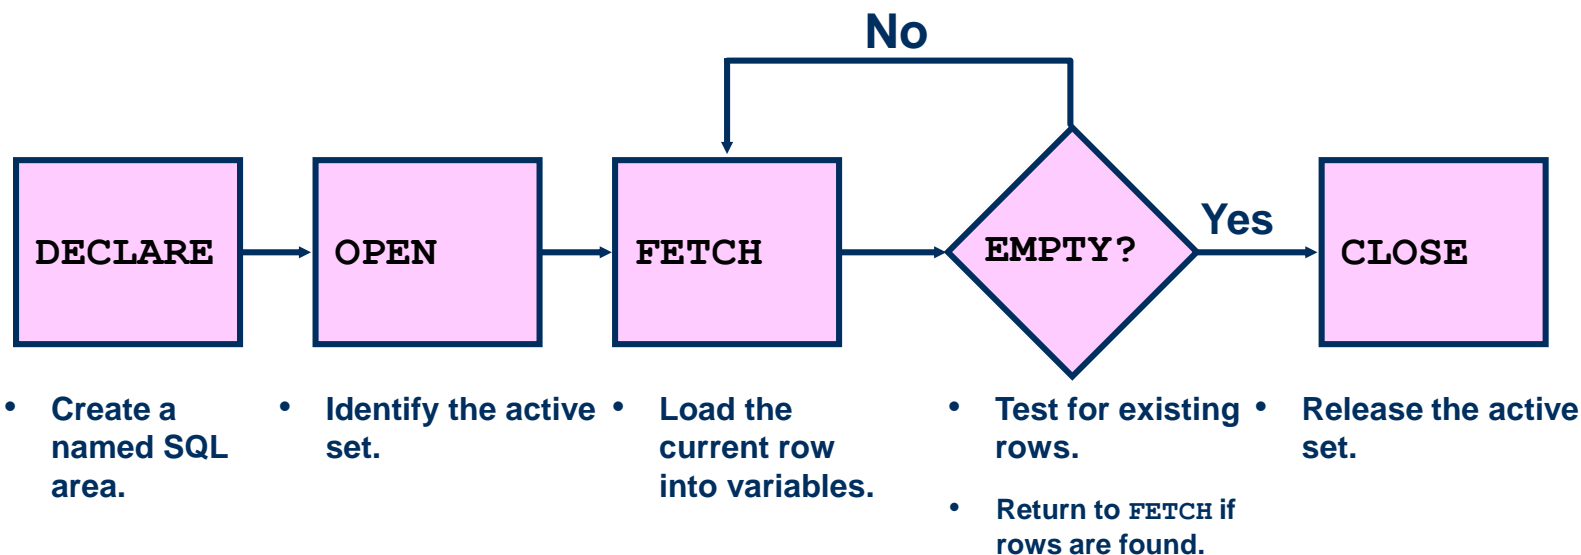 No
DECLARE
OPEN
FETCH
EMPTY?
Yes
CLOSE
• Create a
named SQL
area.
• Identify the active
set.
• Load the
current row
into variables.
• Test for existing
rows.
• Return to FETCH if
rows are found.
• Release the active
set.